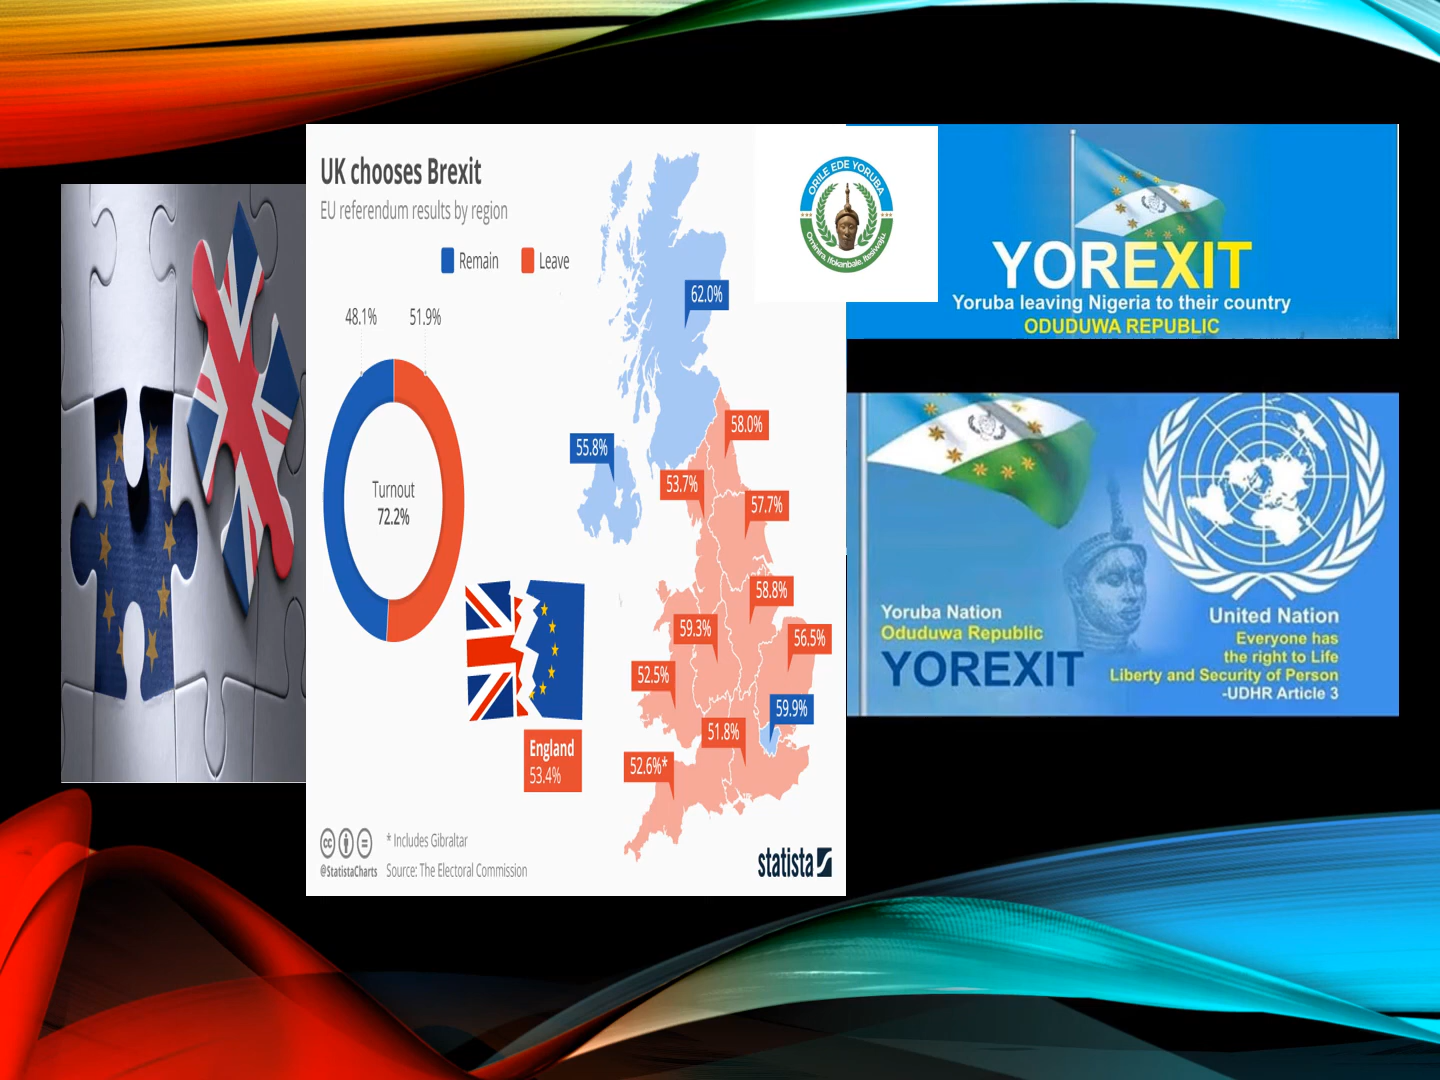 UK chooses Brexit
EU referendum results by region
Remain Leave
48.1% 51.9%
Turnout
72.2%
62.0%
58.0%
55.8%
53.7%
57.7%
58.8%
59.3%
56.5%
52.5%
59.9%
51.8%
52.6%*
England
53.4%
* Includes Gibraltar
@StatistaCharts Source: The Electoral Commission
statista
ORILE EDE YORUBA
Ominira, Ifokanbale, Itesiwaju.
YOREXIT
Yoruba leaving Nigeria to their country
ODUDUWA REPUBLIC
Yoruba Nation
Oduduwa Republic
YOREXIT
United Nation
Everyone has
the right to Life
Liberty and Security of Person
-UDHR Article 3